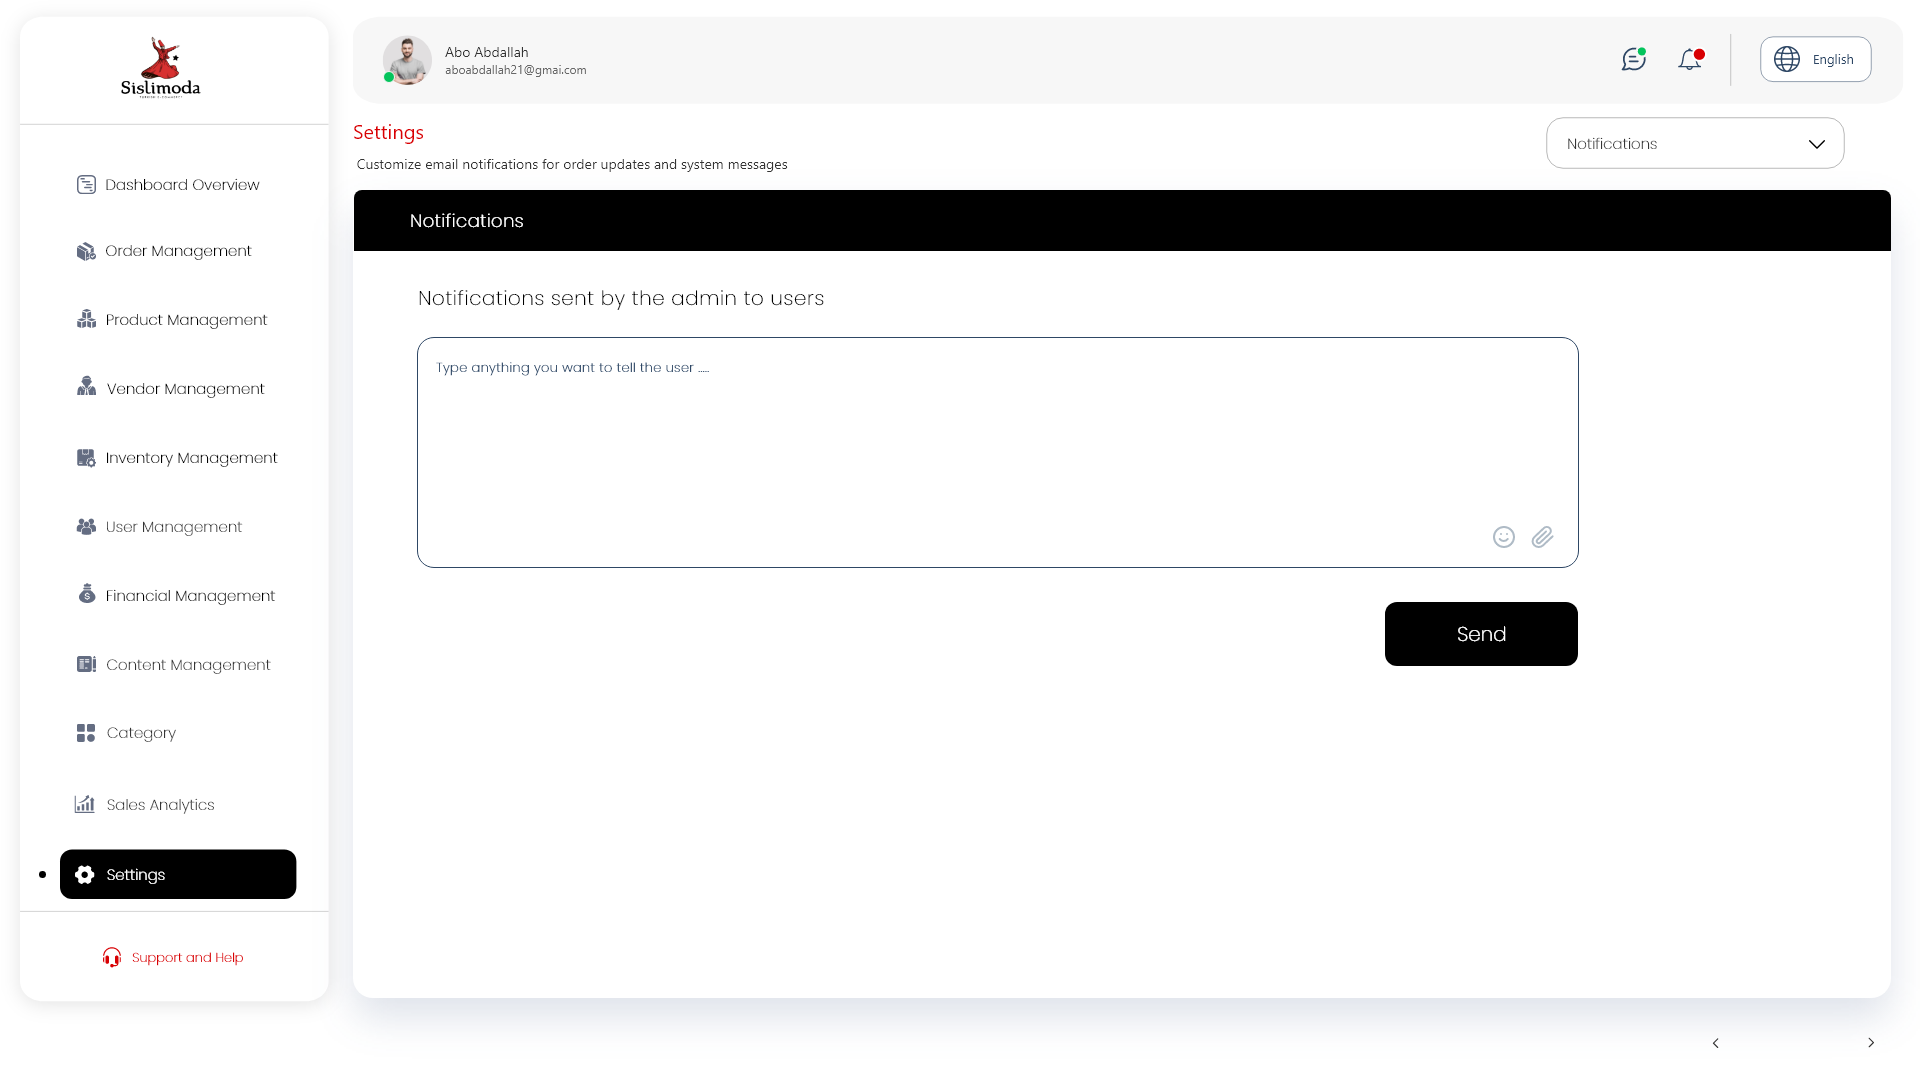 Sislimoda
Dashboard Overview
Order Management
Product Management
Vendor Management
Inventory Management
User Management
Financial Management
Content Management
Category
Sales Analytics
Settings
Support and Help
Abo Abdallah
aboabdallah21@gmai.com
English
Settings
Customize email notifications for order updates and system messages
Notifications
Notifications
Notifications sent by the admin to users
Type anything you want to tell the user .....
Send